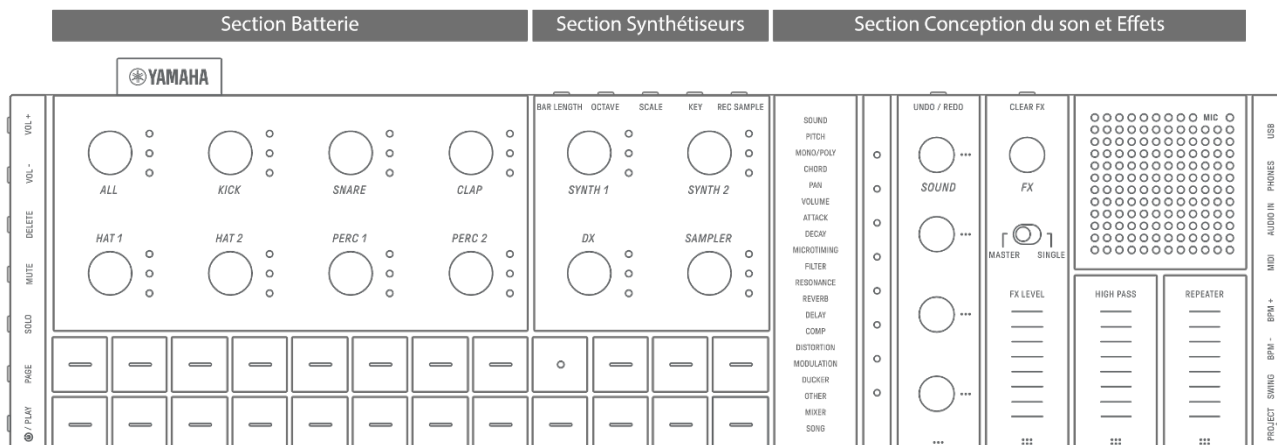 Section Batterie
Section Synthétiseurs
Section Conception du son et Effets
YAMAHA
VOL +
VOL -
DELETE
MUTE
SOLO
PAGE
/ PLAY
ALL
KICK
SNARE
CLAP
HAT 1
HAT 2
PERC 1
PERC 2
BAR LENGTH
OCTAVE
SCALE
KEY
REC SAMPLE
SYNTH 1
SYNTH 2
DX
SAMPLER
SOUND
PITCH
MONO/POLY
CHORD
PAN
VOLUME
ATTACK
DECAY
MICROTIMING
FILTER
RESONANCE
REVERB
DELAY
COMP
DISTORTION
MODULATION
DUCKER
OTHER
MIXER
SONG
UNDO / REDO
SOUND
CLEAR FX
FX
MASTER
SINGLE
FX LEVEL
MIC
HIGH PASS
REPEATER
USB
PHONES
AUDIO IN
MIDI
BPM +
BPM -
SWING
PROJECT